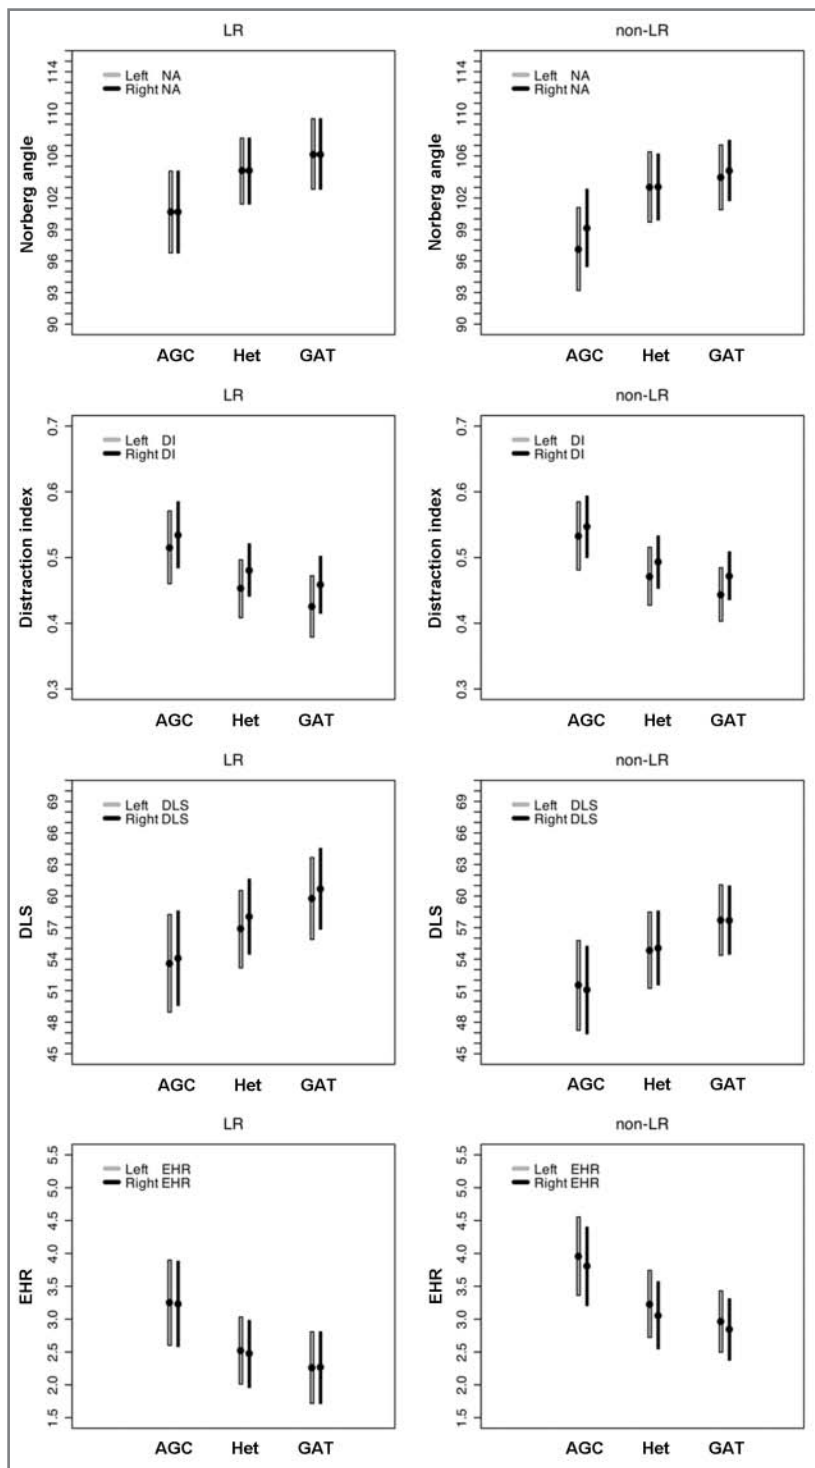 LR
non-LR
Left NA
Right NA
Left NA
Right NA
Norberg angle
90 93 96 99 102 106 110 114
Norberg angle
90 93 96 99 102 106 110 114
AGC Het GAT
AGC Het GAT
LR
non-LR
Left DI
Right DI
Left DI
Right DI
Distraction index
0.3 0.4 0.5 0.6 0.7
Distraction index
0.3 0.4 0.5 0.6 0.7
AGC Het GAT
AGC Het GAT
LR
non-LR
Left DLS
Right DLS
Left DLS
Right DLS
DLS
45 48 51 54 57 60 63 66 69
DLS
45 48 51 54 57 60 63 66 69
AGC Het GAT
AGC Het GAT
LR
non-LR
Left EHR
Right EHR
Left EHR
Right EHR
EHR
1.5 2.0 2.5 3.0 3.5 4.0 4.5 5.0 5.5
EHR
1.5 2.0 2.5 3.0 3.5 4.0 4.5 5.0 5.5
AGC Het GAT
AGC Het GAT